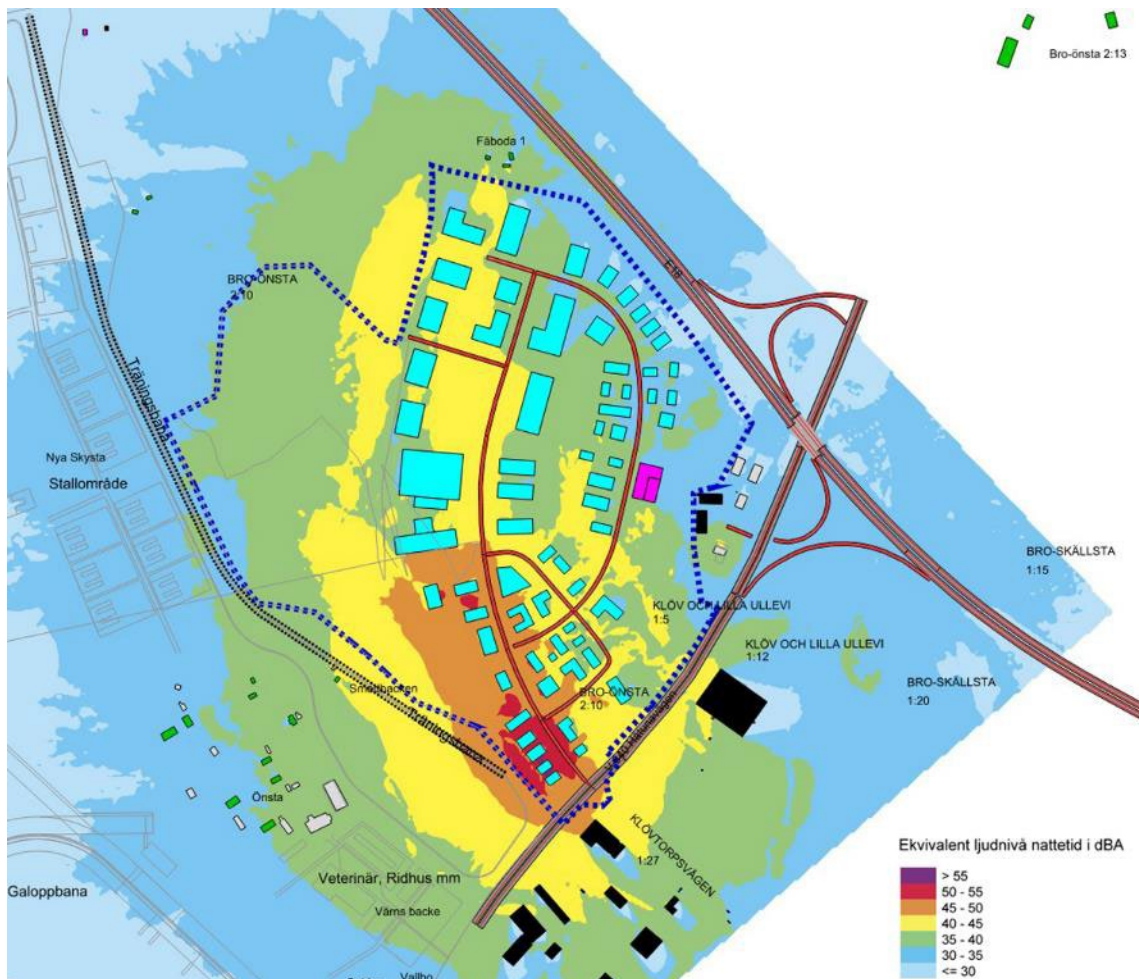 Bro-önsta 2:13
Fäboda 1
E18
BRO-ÖNSTA
2:10
Träningsbana
Nya Skysta
Stallområde
BRO-SKÄLLSTA
1:15
KLÖV OCH LILLA ULLEVI
1:5
KLÖV OCH LILLA ULLEVI
1:12
BRO-SKÄLLSTA
1:20
BRO-ÖNSTA
2:10
Träningsbana
Önsta
KLÖVTORPSVÄGEN
1:27
Veterinär, Ridhus mm
Galoppbana
Värns backe
Vallbo
Ekvivalent ljudnivå nattetid i dBA
> 55
50 - 55
45 - 50
40 - 45
35 - 40
30 - 35
<= 30